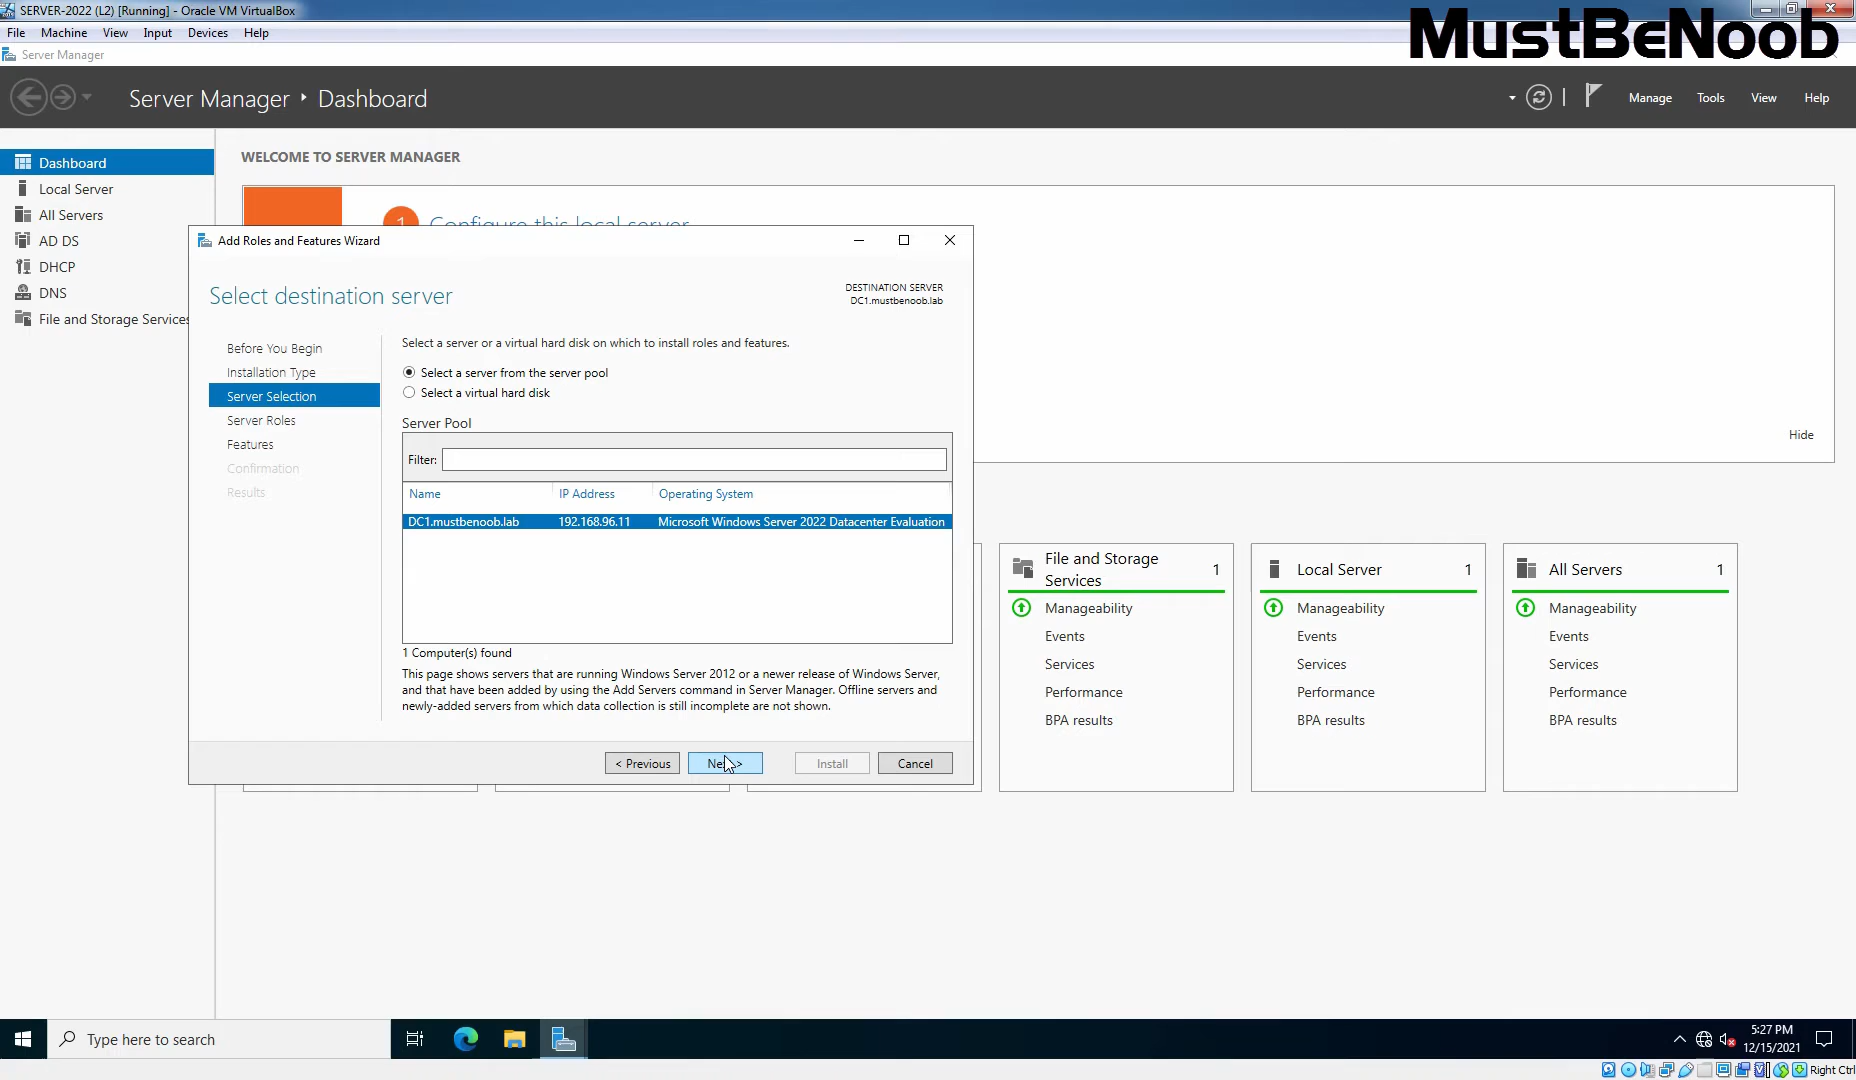 SERVER-2022 (L2) [Running] - Oracle VM VirtualBox
MustBeNoob
File Machine View Input Devices Help
Server Manager
Server Manager ‣ Dashboard
Manage Tools View Help
Dashboard
Local Server
All Servers
AD DS
DHCP
DNS
File and Storage Services
WELCOME TO SERVER MANAGER
1 Configure this local server
Hide
Add Roles and Features Wizard
Select destination server
DESTINATION SERVER
DC1.mustbenoob.lab
Before You Begin
Installation Type
Server Selection
Server Roles
Features
Confirmation
Results
Select a server or a virtual hard disk on which to install roles and features.
Select a server from the server pool
Select a virtual hard disk
Server Pool
Filter:
Name IP Address Operating System
DC1.mustbenoob.lab 192.168.96.11 Microsoft Windows Server 2022 Datacenter Evaluation
1 Computer(s) found
This page shows servers that are running Windows Server 2012 or a newer release of Windows Server,
and that have been added by using the Add Servers command in Server Manager. Offline servers and
newly-added servers from which data collection is still incomplete are not shown.
< Previous
Next >
Install
Cancel
File and Storage
Services
1
Manageability
Events
Services
Performance
BPA results
Local Server 1
Manageability
Events
Services
Performance
BPA results
All Servers 1
Manageability
Events
Services
Performance
BPA results
Type here to search
5:27 PM
12/15/2021
Right Ctrl